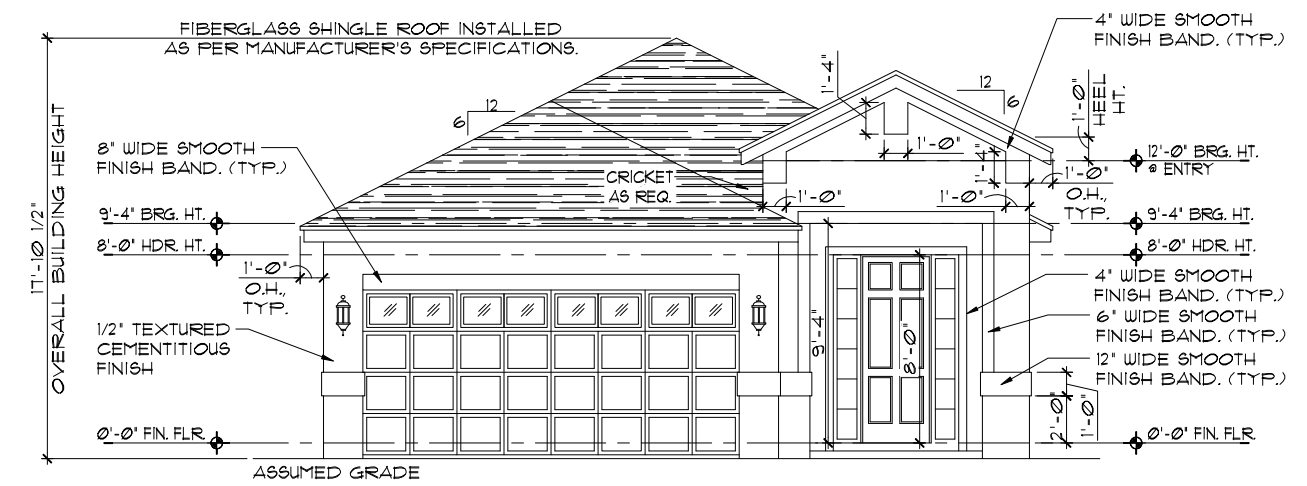 FIBERGLASS SHINGLE ROOF INSTALLED
AS PER MANUFACTURER'S SPECIFICATIONS.
4" WIDE SMOOTH
FINISH BAND. (TYP.)
1'-4"
12
6
1'-0"
HEEL
HT.
12
6
17'-10 1/2"
OVERALL BUILDING HEIGHT
8" WIDE SMOOTH
FINISH BAND. (TYP.)
1'-0"
1'-4"
12'-0" BRG. HT.
@ ENTRY
CRICKET
AS REQ.
1'-0"
1'-0"
1'-0"
O.H.,
TYP.
9'-4" BRG. HT.
9'-4" BRG. HT.
8'-0" HDR. HT.
8'-0" HDR. HT.
1'-0"
O.H.,
TYP.
4" WIDE SMOOTH
FINISH BAND. (TYP.)
6" WIDE SMOOTH
FINISH BAND. (TYP.)
1/2" TEXTURED
CEMENTITIOUS
FINISH
9'-4"
8'-0"
12" WIDE SMOOTH
FINISH BAND. (TYP.)
2'-0"
1'-0"
0'-0" FIN. FLR.
0'-0" FIN. FLR.
ASSUMED GRADE